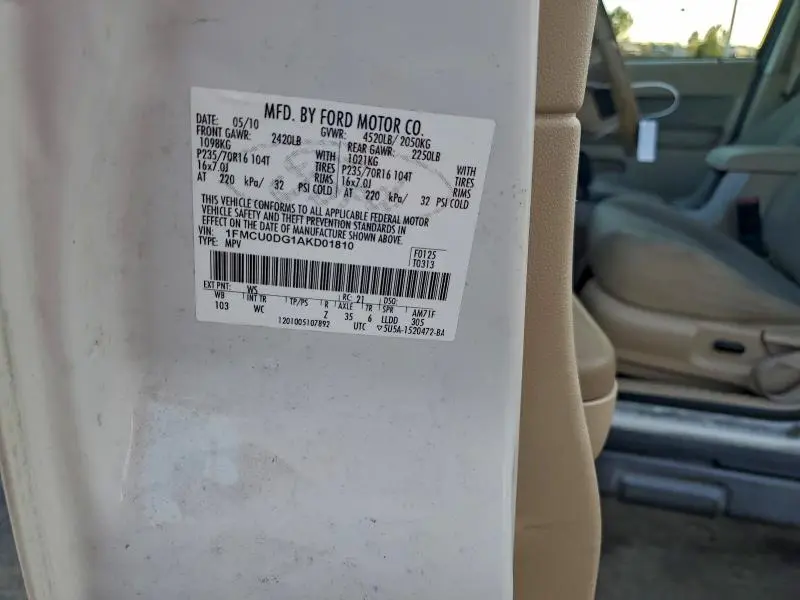 MFD. BY FORD MOTOR CO.
DATE: 05/10 GVWR: 4520LB/ 2050KG
FRONT GAWR: 2420LB REAR GAWR: 2250LB
1098KG WITH 1021KG WITH
P235/70R16 104T TIRES P235/70R16 104T TIRES
16x7.0J RIMS 16x7.0J RIMS
AT 220 kPa/ 32 PSI COLD AT 220 kPa/ 32 PSI COLD
THIS VEHICLE CONFORMS TO ALL APPLICABLE FEDERAL MOTOR
VEHICLE SAFETY AND THEFT PREVENTION STANDARDS IN
EFFECT ON THE DATE OF MANUFACTURE SHOWN ABOVE.
VIN: 1FMCU0DG1AKD01810 F0125
TYPE: MPV T0313
EXT PNT: WS RC: 21 DSO:
WB INT TR TP/PS R AXLE TR SPR AM71F
103 WC Z 35 6 LLDD 305
1201005107892 UTC 5U5A-1520472-BA